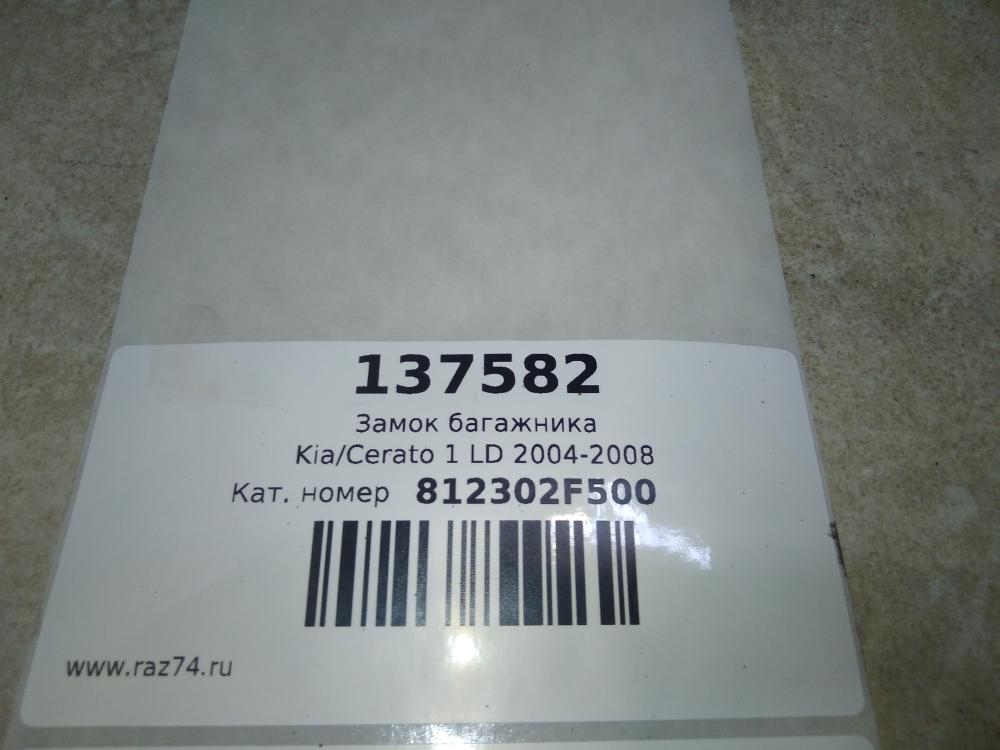 137582
Замок багажника
Kia/Cerato 1 LD 2004-2008
Кат. номер 812302F500
www.raz74.ru